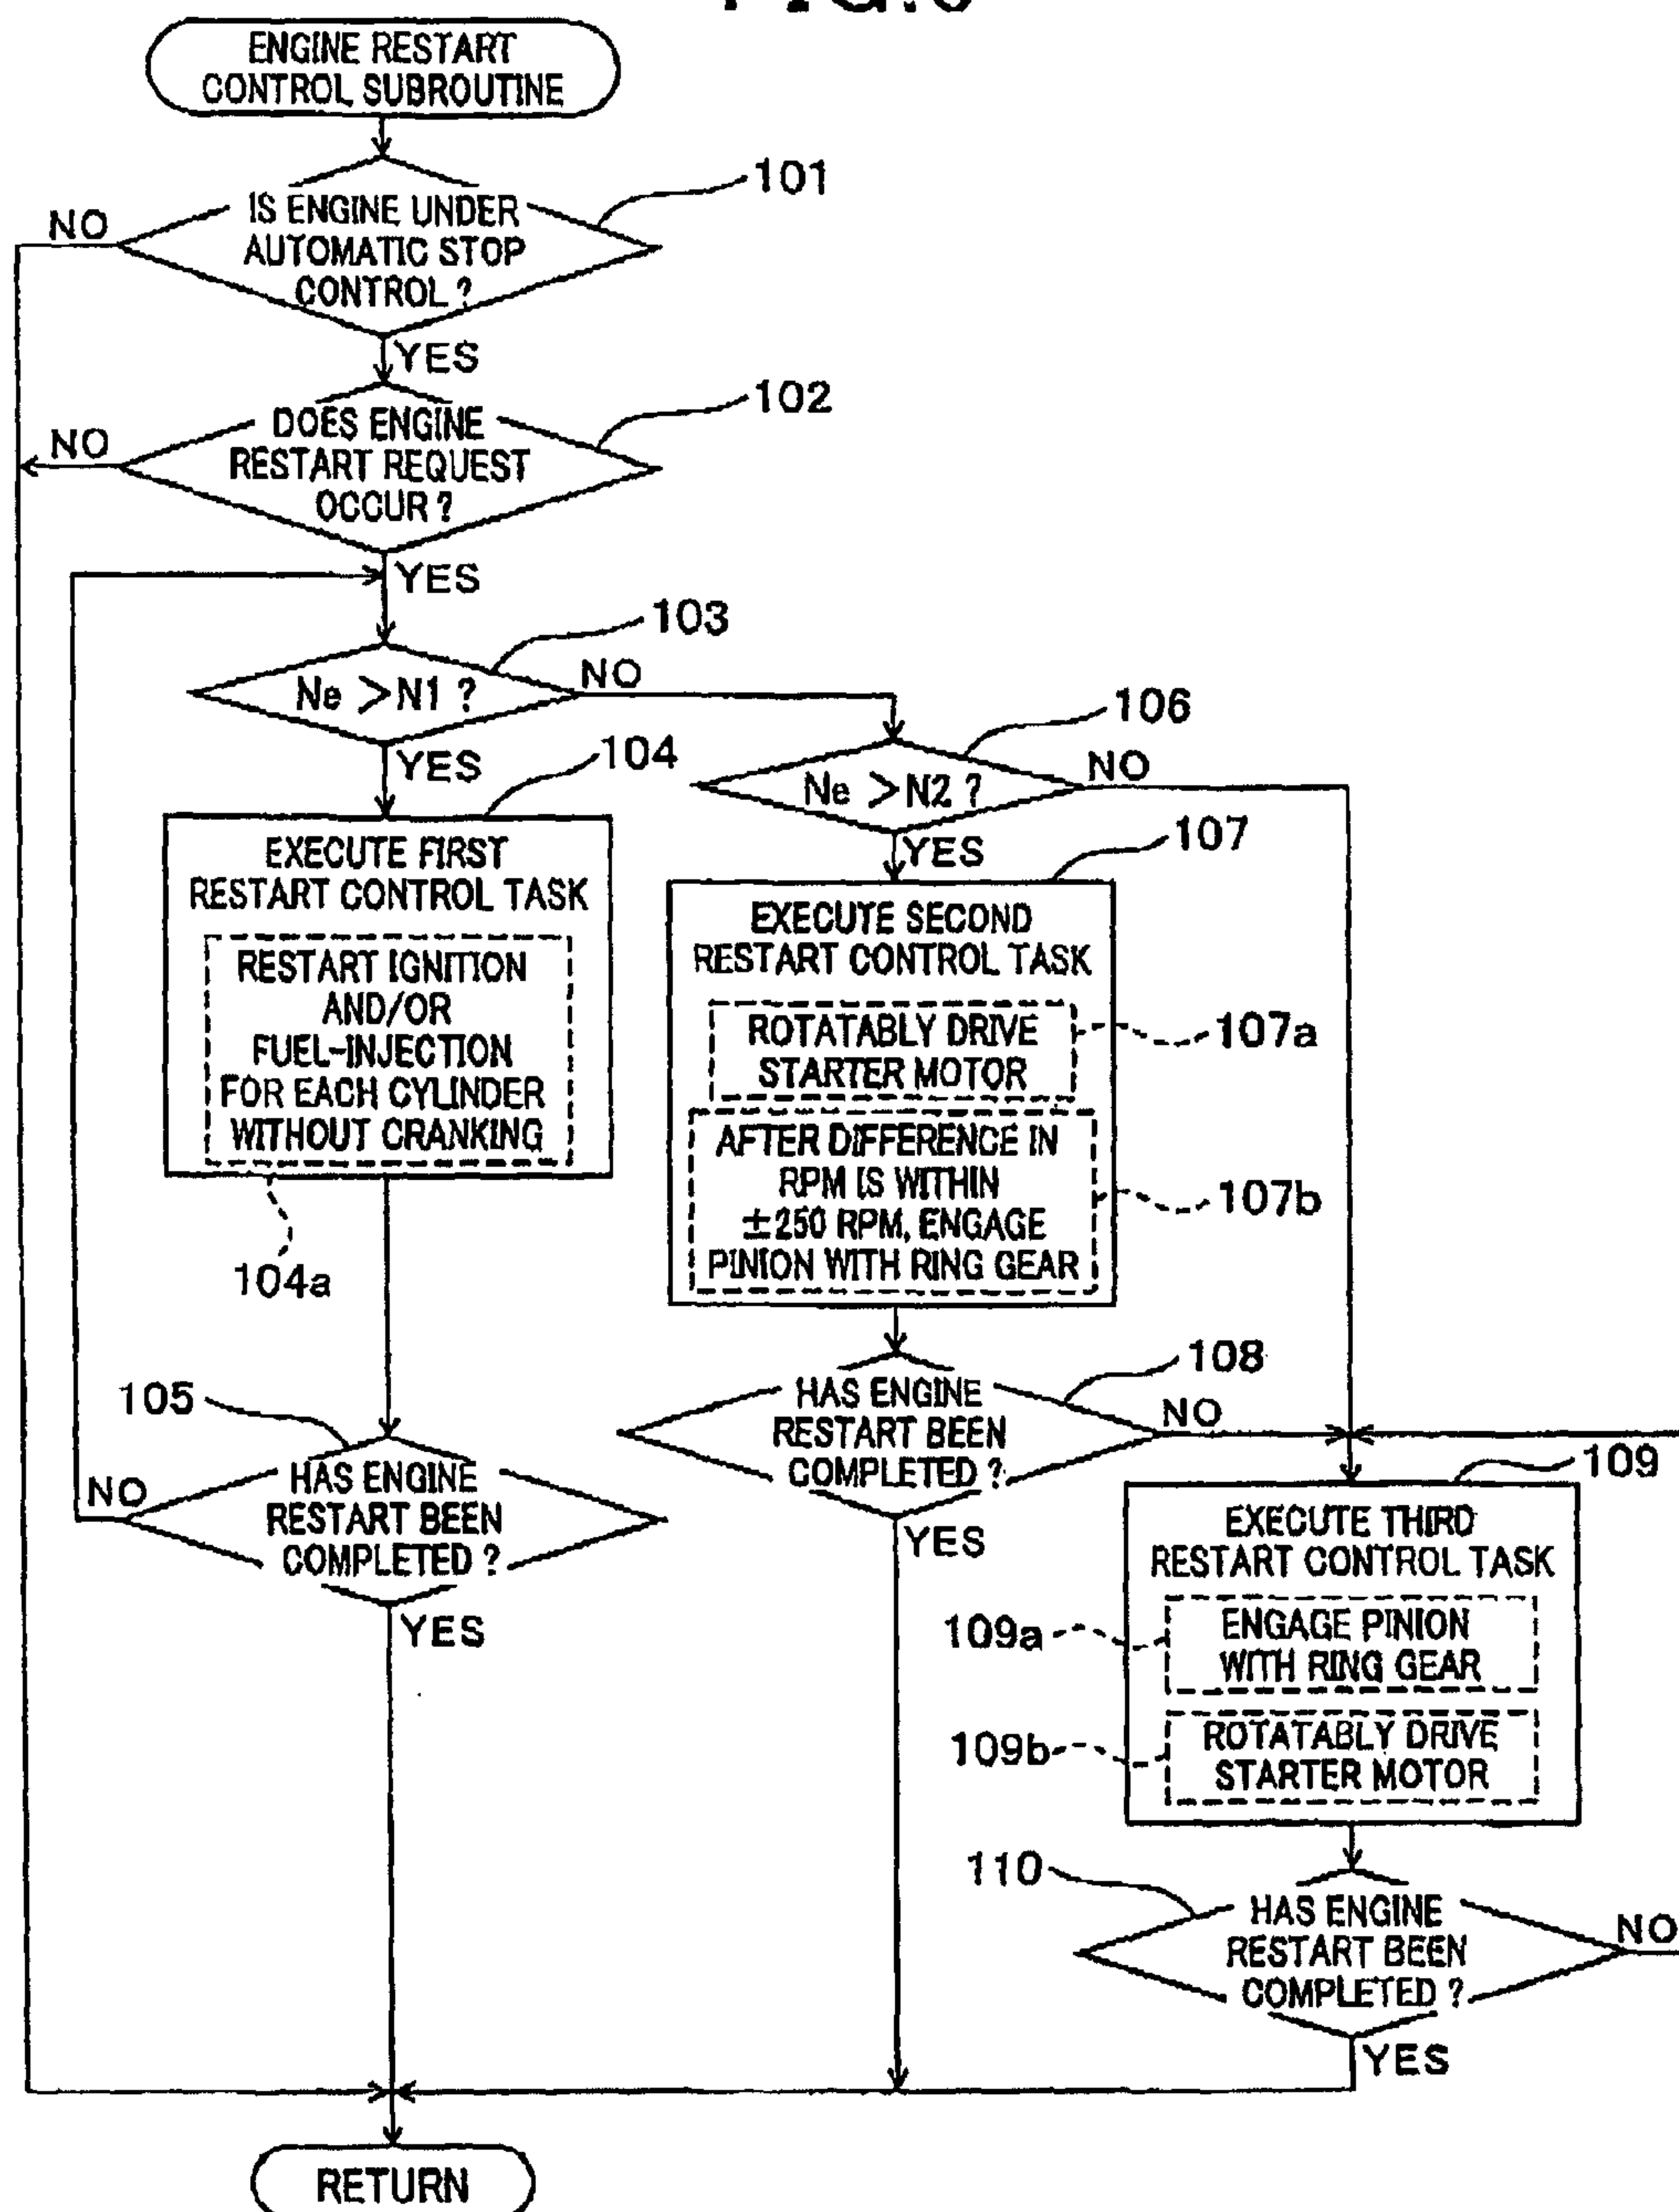 ENGINE RESTART
CONTROL SUBROUTINE
101
IS ENGINE UNDER
AUTOMATIC STOP
CONTROL ?
NO
YES
102
DOES ENGINE
RESTART REQUEST
OCCUR ?
NO
YES
103
Ne >N1 ?
NO
YES
104
EXECUTE FIRST
RESTART CONTROL TASK
RESTART IGNITION
AND/OR
FUEL-INJECTION
FOR EACH CYLINDER
WITHOUT CRANKING
104a
105
HAS ENGINE
RESTART BEEN
COMPLETED ?
NO
YES
106
Ne >N2 ?
NO
YES
107
EXECUTE SECOND
RESTART CONTROL TASK
ROTATABLY DRIVE
STARTER MOTOR
107a
AFTER DIFFERENCE IN
RPM IS WITHIN
±250 RPM, ENGAGE
PINION WITH RING GEAR
107b
108
HAS ENGINE
RESTART BEEN
COMPLETED ?
NO
YES
109
EXECUTE THIRD
RESTART CONTROL TASK
109a
ENGAGE PINION
WITH RING GEAR
109b
ROTATABLY DRIVE
STARTER MOTOR
110
HAS ENGINE
RESTART BEEN
COMPLETED ?
NO
YES
RETURN